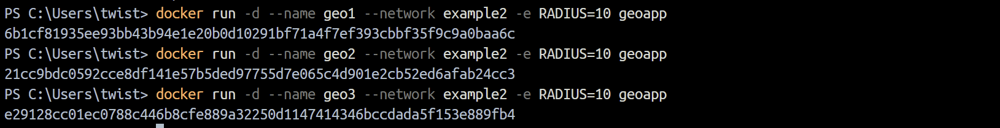 PS C:\Users\twist> docker run -d --name geo1 --network example2 -e RADIUS=10 geoapp
6b1cf81935ee93bb43b94e1e20b0d10291bf71a4f7ef393cbbf35f9c9a0baa6c
PS C:\Users\twist> docker run -d --name geo2 --network example2 -e RADIUS=10 geoapp
21cc9bdc0592cce8df141e57b5ded97755d7e065c4d901e2cb52ed6afab24cc3
PS C:\Users\twist> docker run -d --name geo3 --network example2 -e RADIUS=10 geoapp
e29128cc01ec0788c446b8cfe889a32250d1147414346bccdada5f153e889fb4